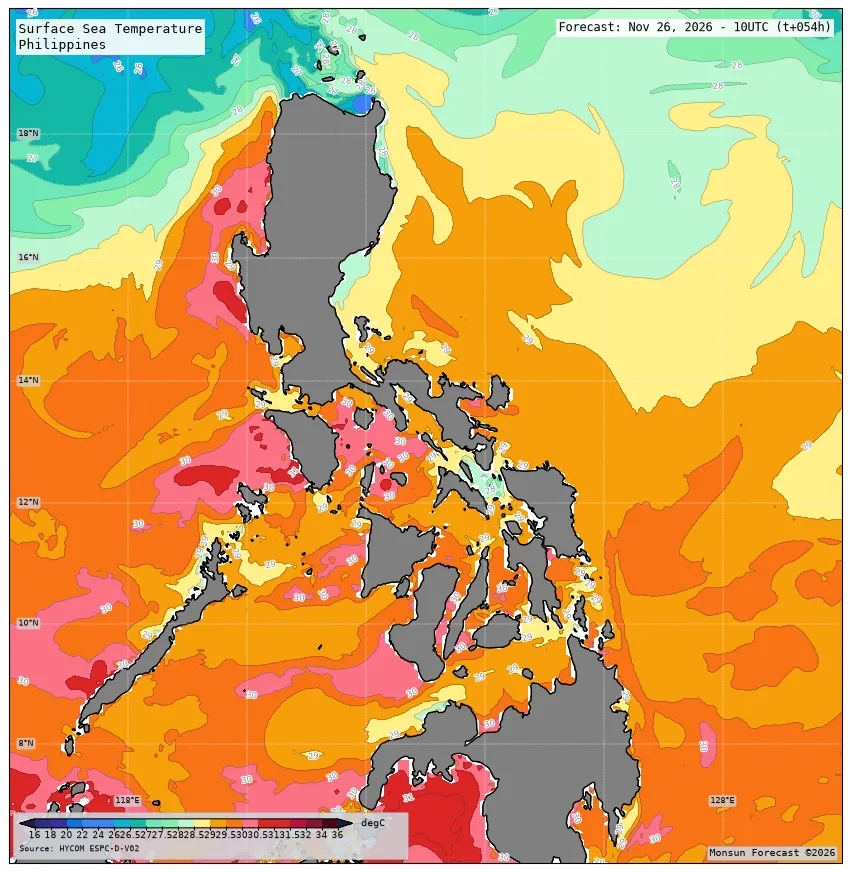 Surface Sea Temperature
Philippines
Forecast: Nov 26, 2026 - 10UTC (t+054h)
18°N
16°N
14°N
12°N
10°N
8°N
118°E
128°E
degC
16 18 20 22 24 26 26.5 27 27.5 28 28.5 29 29.5 30 30.5 31 31.5 32 34 36
Source: HYCOM ESPC-D-V02
Monsun Forecast ©2026